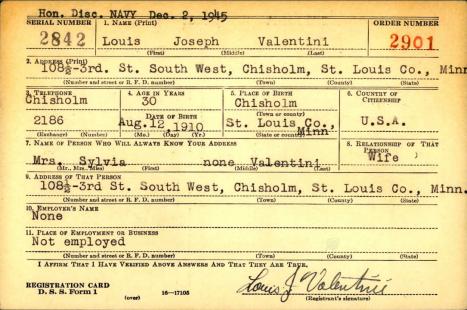 Hon. Disc. NAVY Dec. 2, 1945
SERIAL NUMBER 1. NAME (Print) ORDER NUMBER
2842 Louis Joseph Valentini 2901
(First) (Middle) (Last)
2. ADDRESS (Print)
108½-3rd. St. South West, Chisholm, St. Louis Co., Minn
(Number and street or R. F. D. number) (Town) (County) (State)
3. TELEPHONE 4. AGE IN YEARS 5. PLACE OF BIRTH 6. COUNTRY OF CITIZENSHIP
Chisholm 30 Chisholm
DATE OF BIRTH (Town or county)
2186 Aug.12,1910 St. Louis Co., Minn U.S.A.
(Exchange) (Number) (Mo.) (Day) (Yr.) (State or country)
7. NAME OF PERSON WHO WILL ALWAYS KNOW YOUR ADDRESS 8. RELATIONSHIP OF THAT PERSON
Mrs. Sylvia none Valentini Wife
(Mr., Mrs., Miss) (First) (Middle) (Last)
9. ADDRESS OF THAT PERSON
108½-3rd St. South West, Chisholm, St. Louis Co., Minn.
(Number and street or R. F. D. number) (Town) (County) (State)
10. EMPLOYER'S NAME
None
11. PLACE OF EMPLOYMENT OR BUSINESS
Not employed
(Number and street or R. F. D. number) (Town) (County) (State)
I AFFIRM THAT I HAVE VERIFIED ABOVE ANSWERS AND THAT THEY ARE TRUE.
REGISTRATION CARD
D. S. S. Form 1 (over) 16—17105 Louis J Valentini
(Registrant's signature)